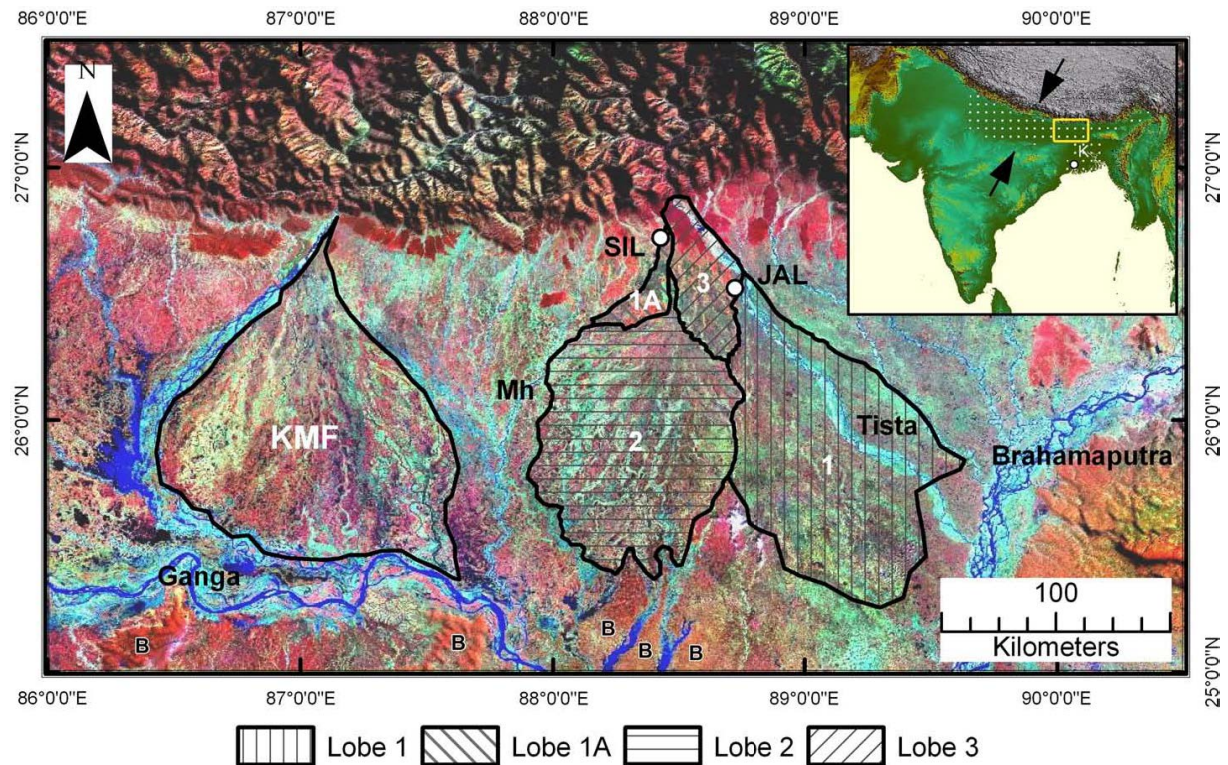 86°0'0"E 87°0'0"E 88°0'0"E 89°0'0"E 90°0'0"E
N
K
27°0'0"N 27°0'0"N
SIL
JAL
3
1A
26°0'0"N 26°0'0"N
Mh
KMF
2
Tista
1
Brahamaputra
Ganga
100
Kilometers
B B B B B
25°0'0"N 25°0'0"N
86°0'0"E 87°0'0"E 88°0'0"E 89°0'0"E 90°0'0"E
Lobe 1 Lobe 1A Lobe 2 Lobe 3